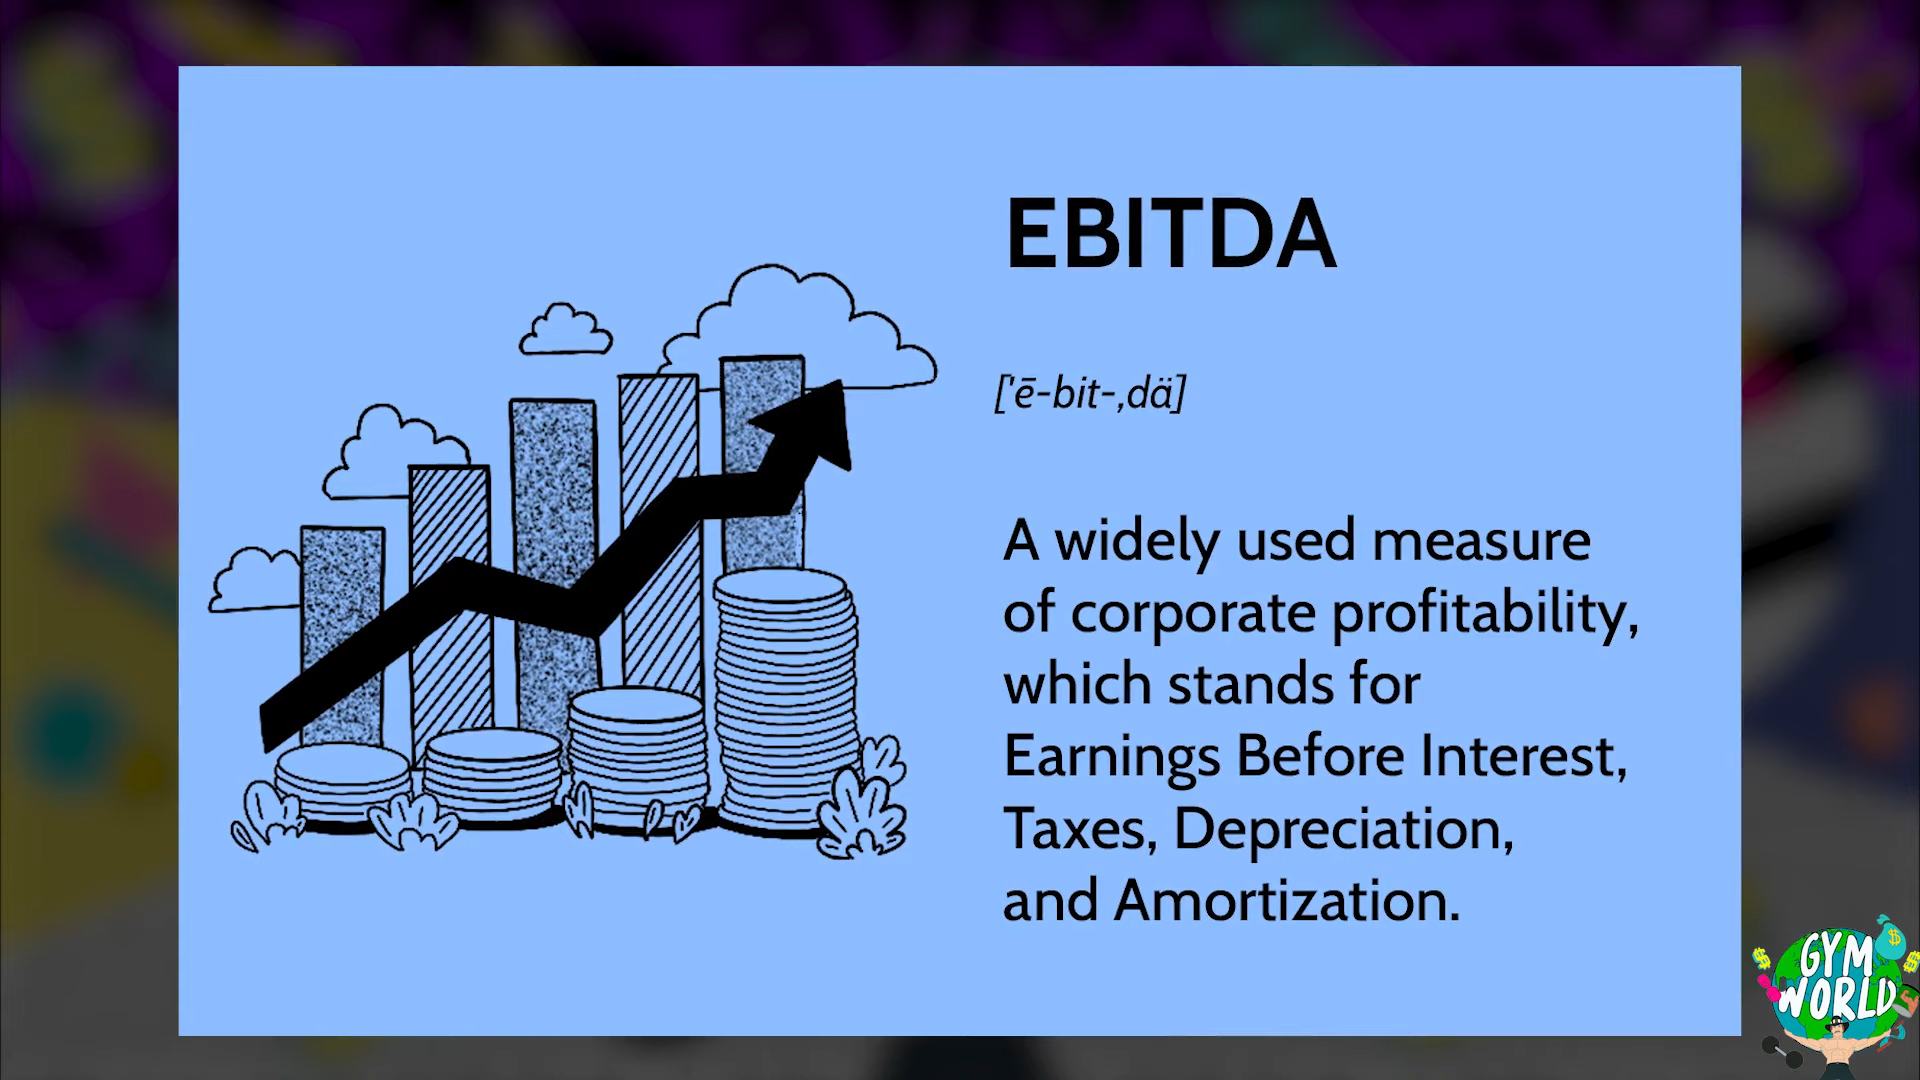 EBITDA
['ē-bit-,dä]
A widely used measure
of corporate profitability,
which stands for
Earnings Before Interest,
Taxes, Depreciation,
and Amortization.
GYM
WORLD
$
$
$